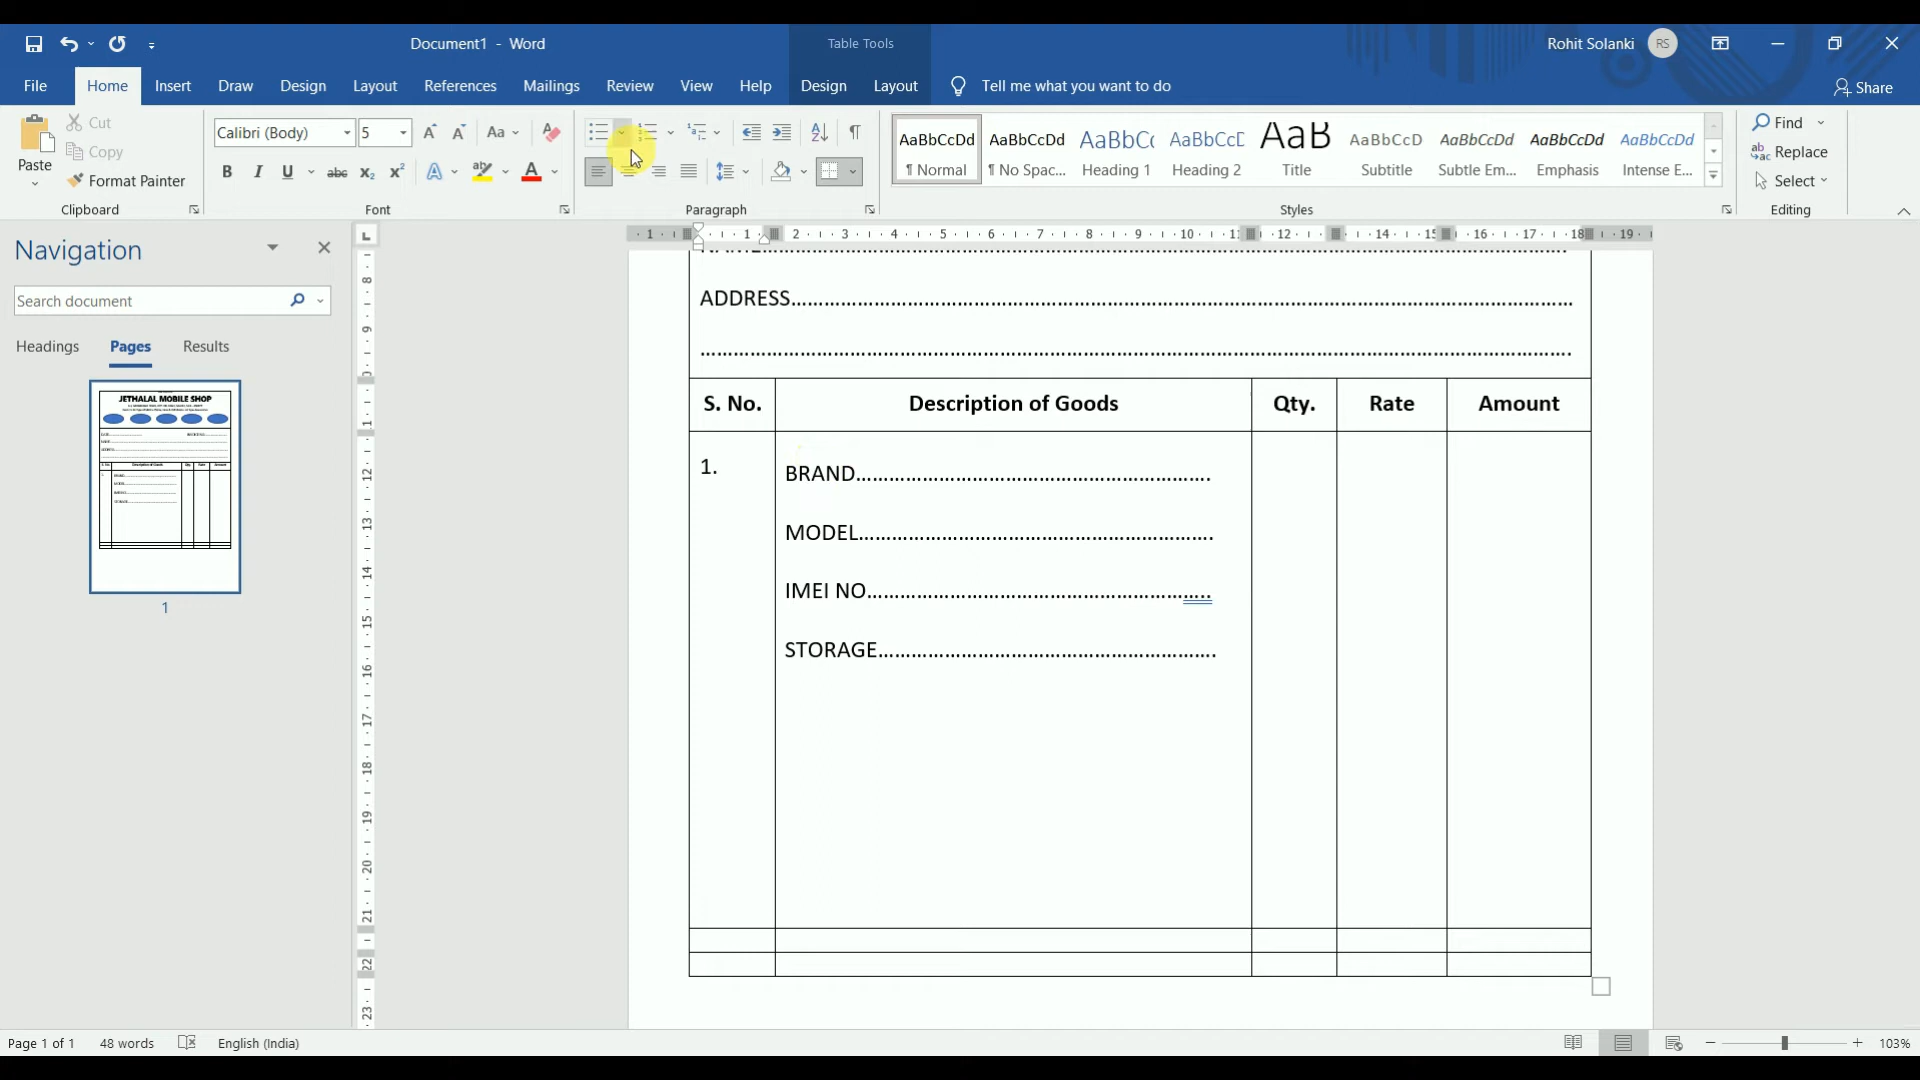 Document1 - Word
Table Tools
Rohit Solanki RS
File Home Insert Draw Design Layout References Mailings Review View Help Design Layout Tell me what you want to do Share
Paste
Cut
Copy
Format Painter
Clipboard
Calibri (Body) 5
Font
Paragraph
AaBbCcDd AaBbCcDd AaBbCc AaBbCcC AaB AaBbCcD AaBbCcDd AaBbCcDd AaBbCcDd
¶ Normal ¶ No Spac... Heading 1 Heading 2 Title Subtitle Subtle Em... Emphasis Intense E...
Styles
Find
Replace
Select
Editing
Navigation
Search document
Headings Pages Results
JETHALAL MOBILE SHOP
1
ADDRESS……………………………………………………………………………………………………………………………
……………………………………………………………………………………………………………………………………….
S. No. Description of Goods Qty. Rate Amount
1.
BRAND……………………………………………………….
MODEL……………………………………………………….
IMEI NO……………………………………………………..
STORAGE…………………………………………………….
Page 1 of 1 48 words English (India) 103%